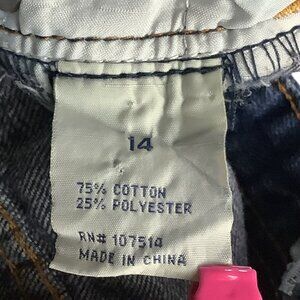 14
75% COTTON
25% POLYESTER
RN# 107514
MADE IN CHINA